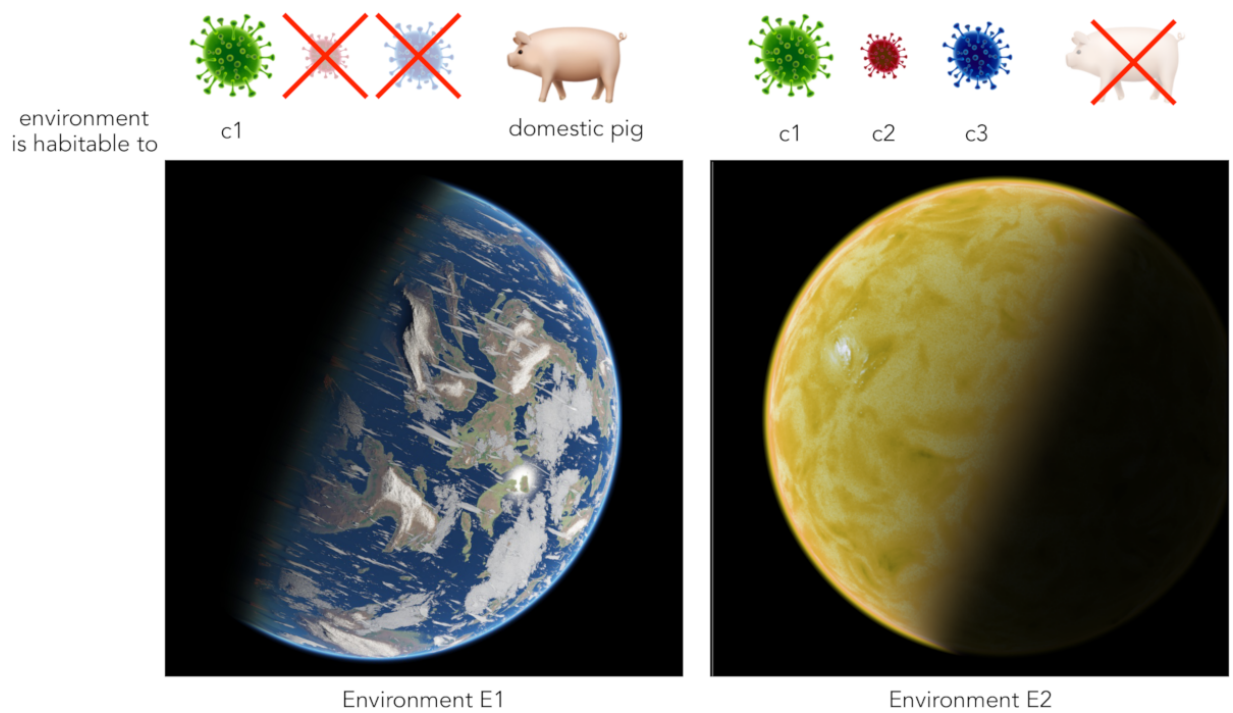 environment
is habitable to
c1
domestic pig
c1
c2
c3
Environment E1
Environment E2